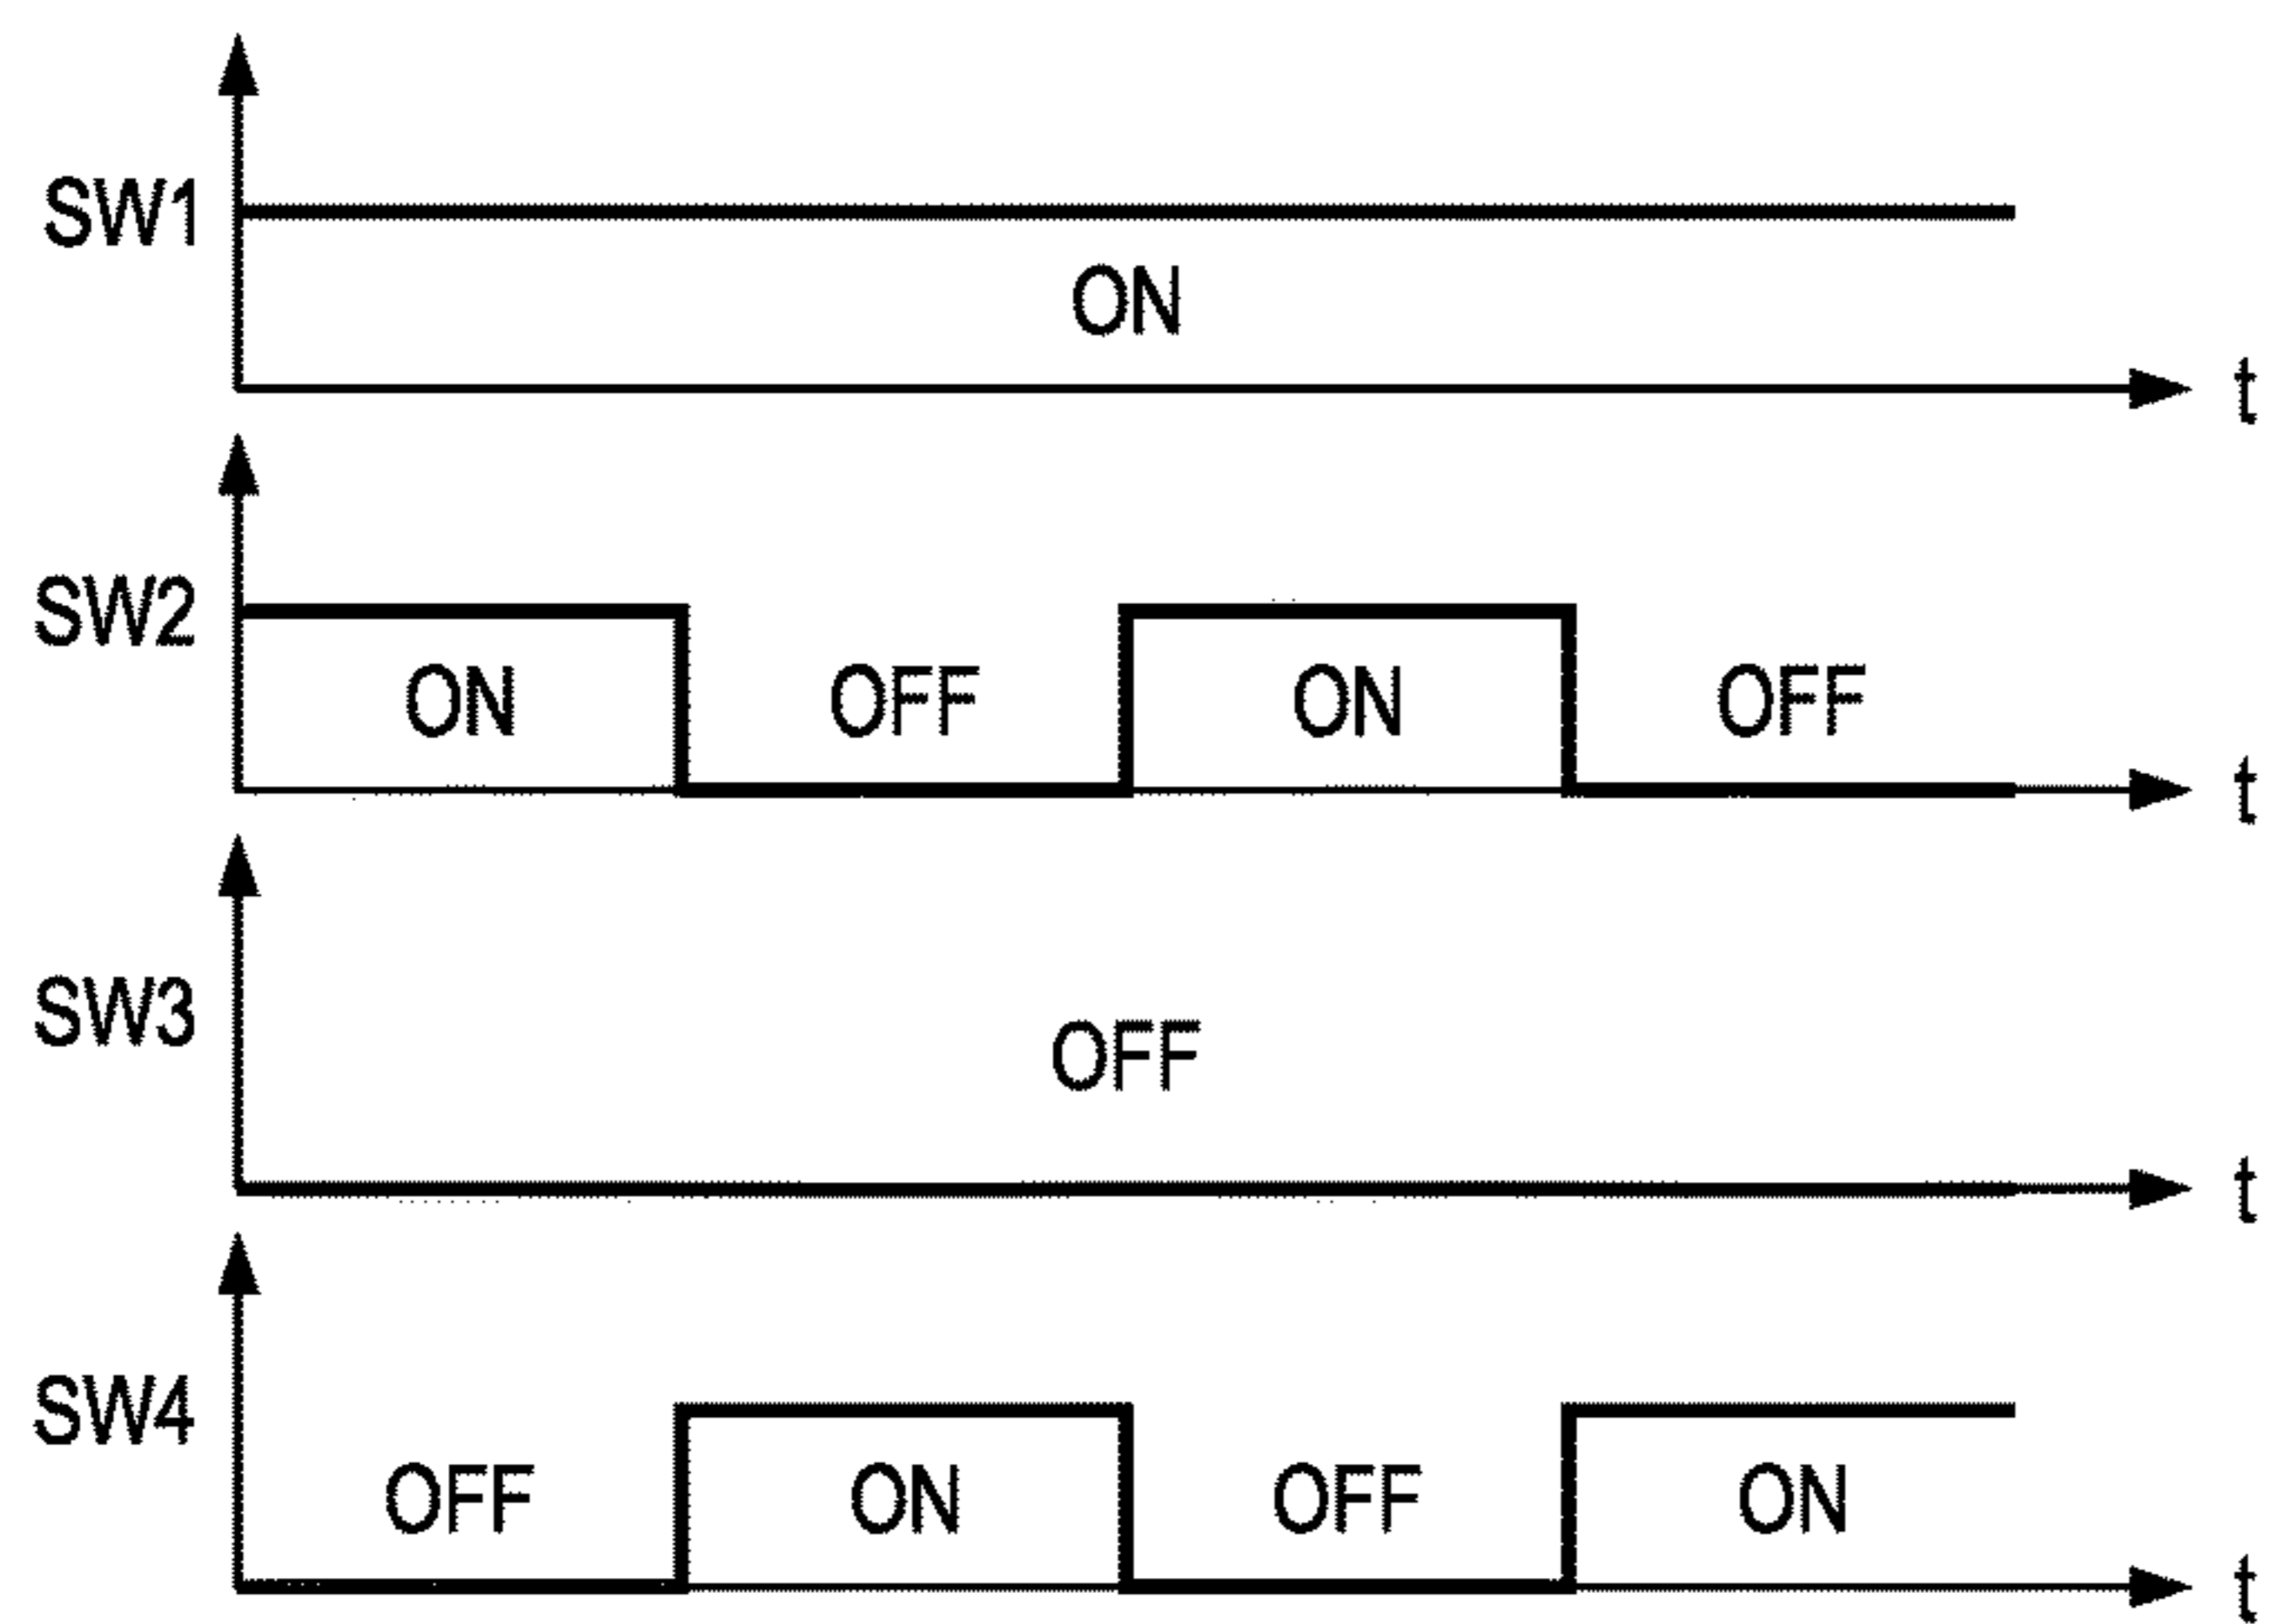 SW1
ON
t
SW2
ON OFF ON OFF
t
SW3
OFF
t
SW4
OFF ON OFF ON
t